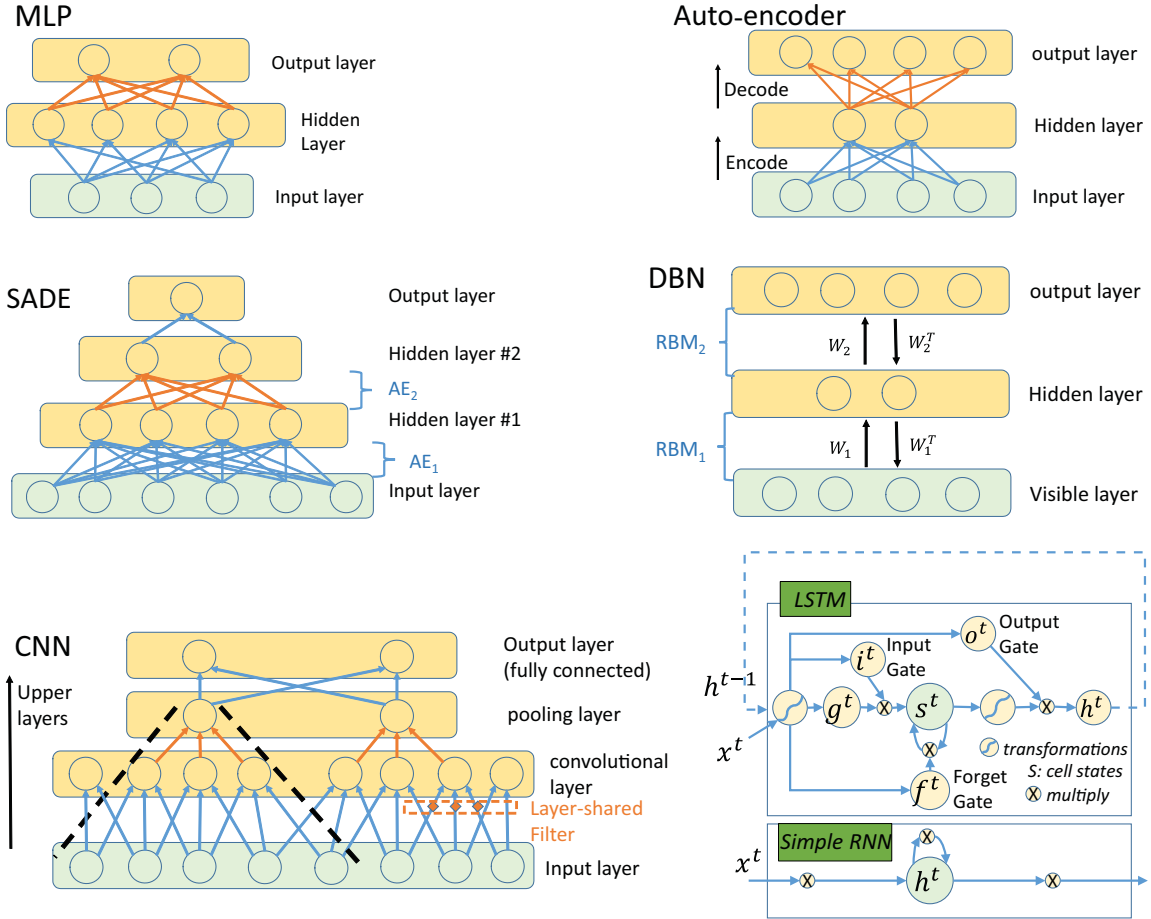 MLP
Output layer
Hidden
Layer
Input layer
Auto-encoder
output layer
Decode
Hidden layer
Encode
Input layer
SADE
Output layer
Hidden layer #2
AE₂
Hidden layer #1
AE₁
Input layer
DBN
output layer
RBM₂
W₂
W₂ᵀ
Hidden layer
RBM₁
W₁
W₁ᵀ
Visible layer
CNN
Upper
layers
Output layer
(fully connected)
pooling layer
convolutional
layer
Layer-shared
Filter
Input layer
LSTM
Output
Gate
oᵗ
Input
Gate
iᵗ
hᵗ⁻¹
gᵗ
X
sᵗ
X
hᵗ
xᵗ
X
transformations
S: cell states
X multiply
fᵗ
Forget
Gate
Simple RNN
X
xᵗ
X
hᵗ
X